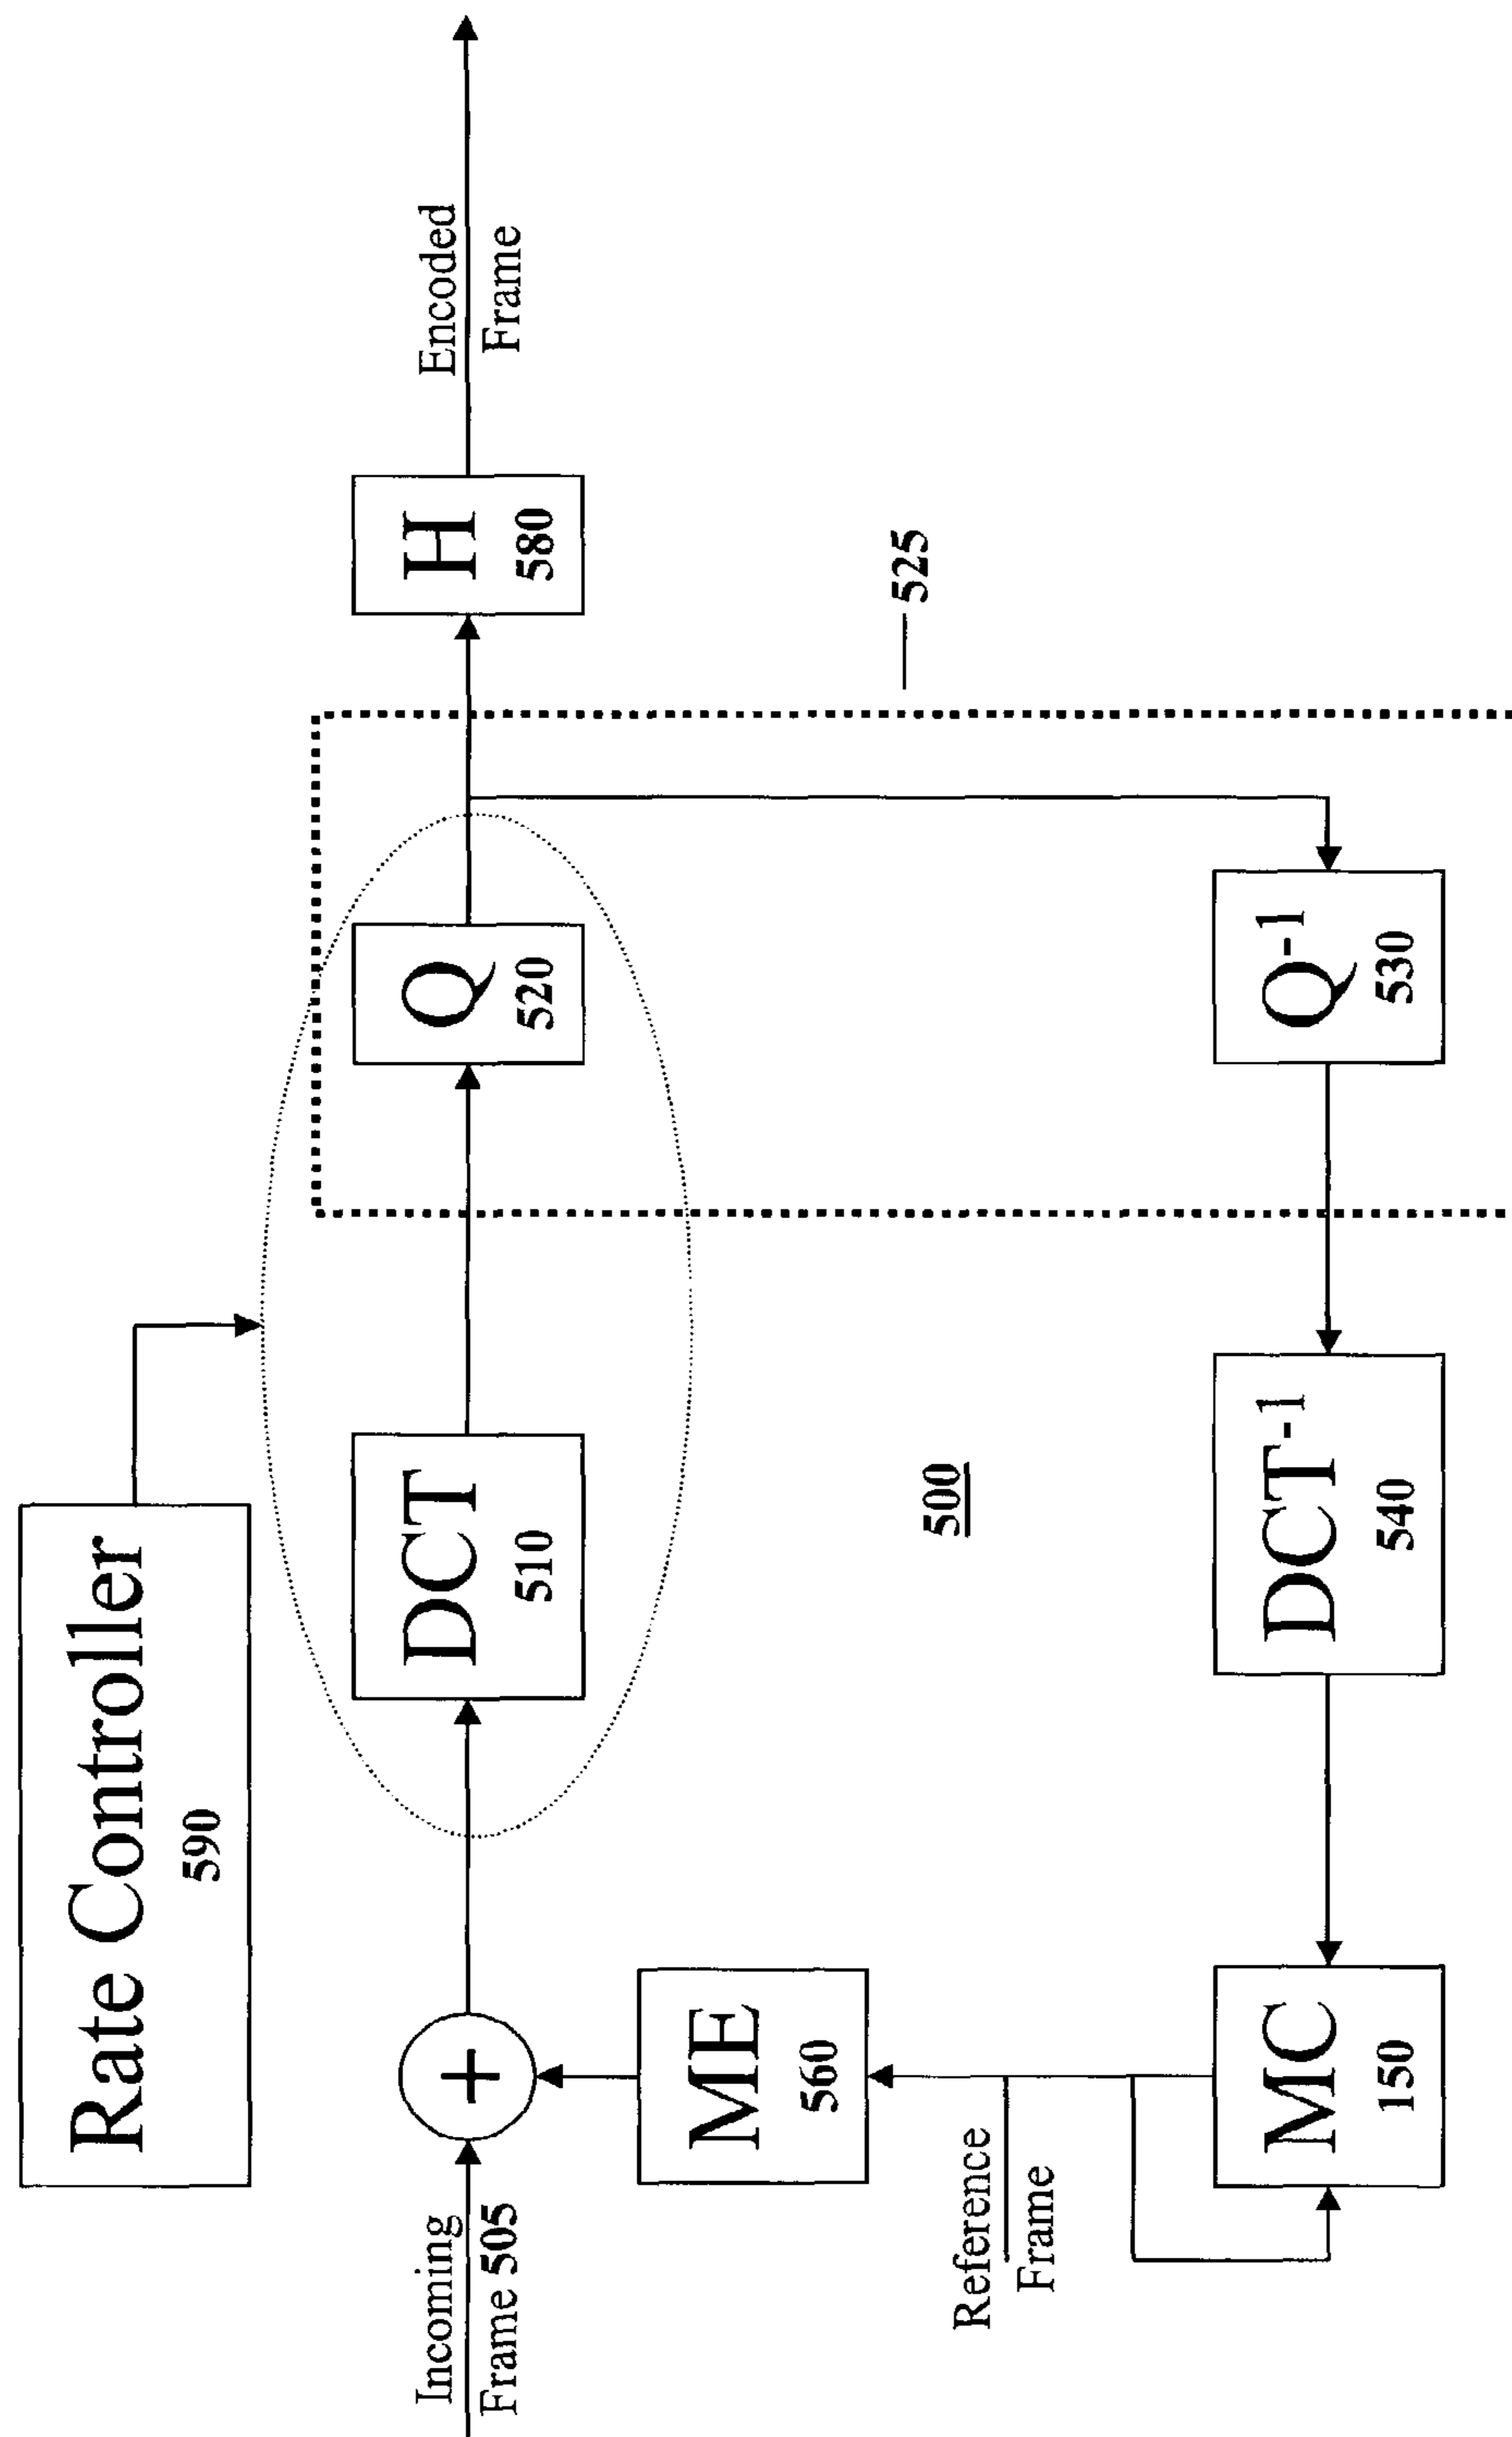 Rate Controller
590
Incoming
Frame 505
+
DCT
510
Q
520
H
580
Encoded
Frame
ME
560
525
500
Reference
Frame
MC
150
DCT-1
540
Q-1
530